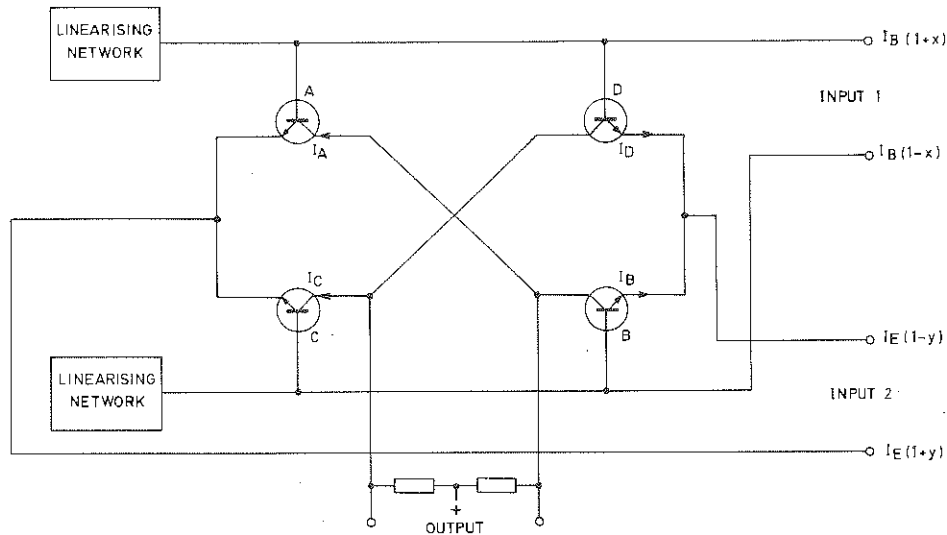 LINEARISING
NETWORK
I_B (1+x)
A
D
INPUT 1
I_A
I_D
I_B (1-x)
I_C
I_B
C
B
I_E (1-y)
LINEARISING
NETWORK
INPUT 2
I_E (1+y)
+
OUTPUT